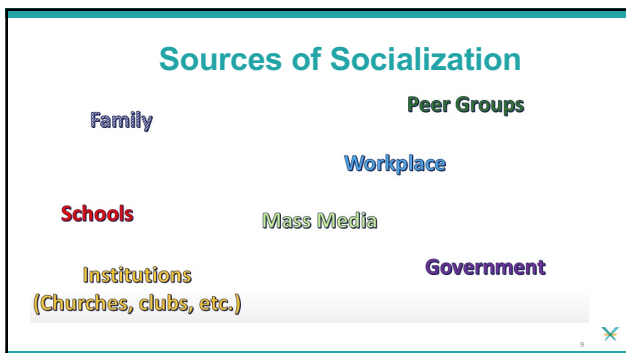 Sources of Socialization
Peer Groups
Family
Workplace
Schools
Mass Media
Government
Institutions
(Churches, clubs, etc.)
9